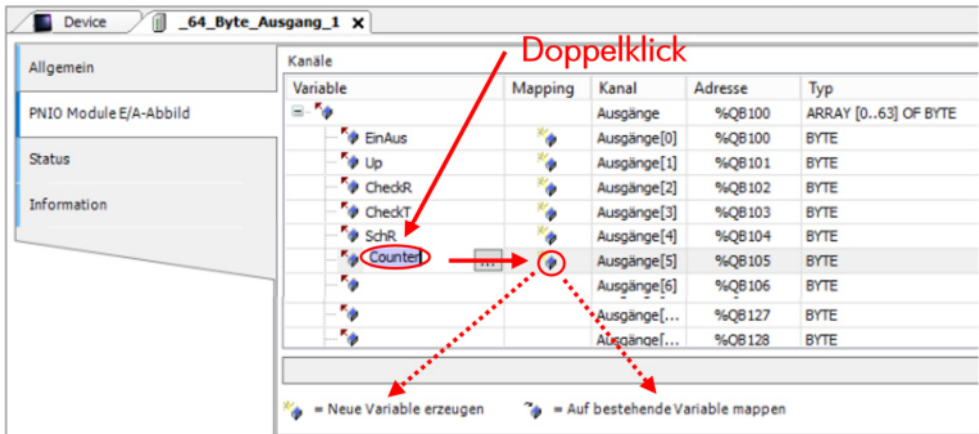 Device _64_Byte_Ausgang_1 X
Doppelklick
Allgemein
PNIO Module E/A-Abbild
Status
Information
Kanäle
Variable Mapping Kanal Adresse Typ
Ausgänge %QB100 ARRAY [0..63] OF BYTE
EinAus Ausgänge[0] %QB100 BYTE
Up Ausgänge[1] %QB101 BYTE
CheckR Ausgänge[2] %QB102 BYTE
CheckT Ausgänge[3] %QB103 BYTE
SchR Ausgänge[4] %QB104 BYTE
Counter ... Ausgänge[5] %QB105 BYTE
Ausgänge[6] %QB106 BYTE
Ausgänge[... %QB127 BYTE
Ausgänge[... %QB128 BYTE
= Neue Variable erzeugen = Auf bestehende Variable mappen